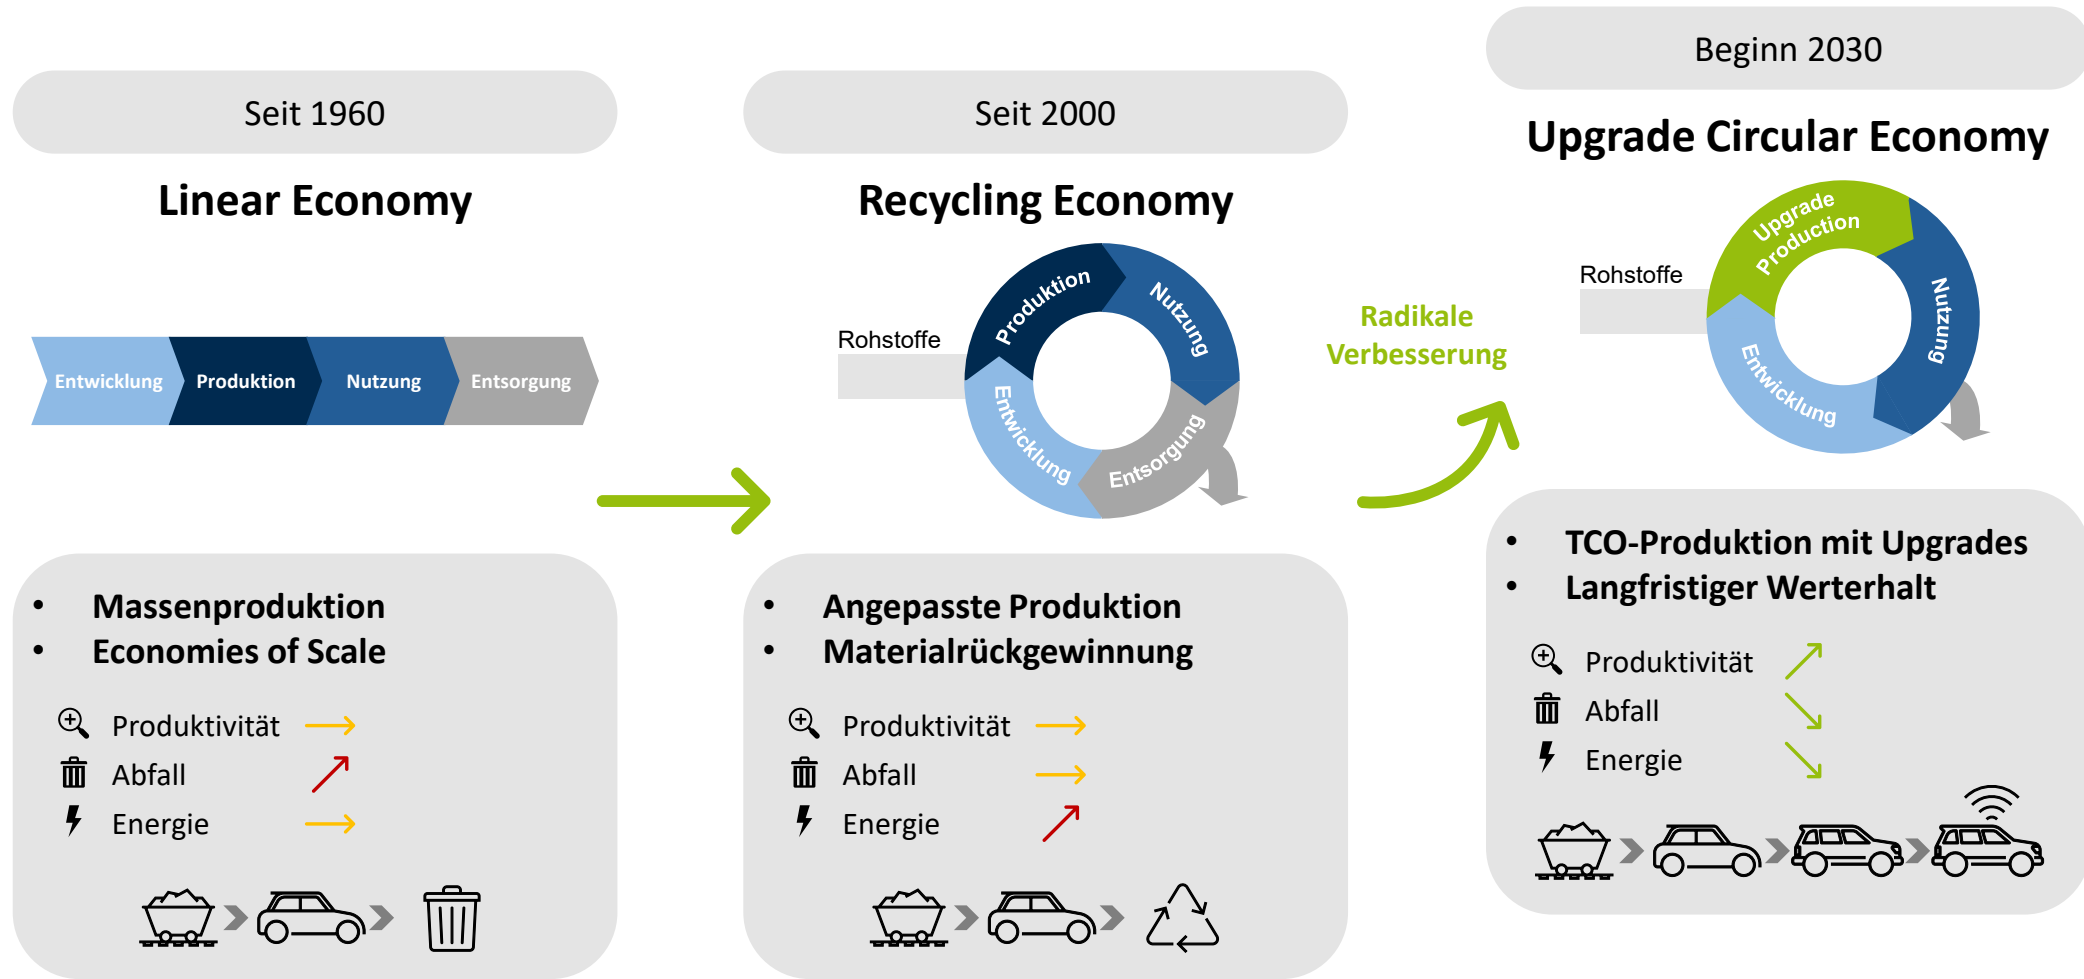 Seit 1960
Linear Economy
Entwicklung
Produktion
Nutzung
Entsorgung
• Massenproduktion
• Economies of Scale
Produktivität
Abfall
Energie
Seit 2000
Recycling Economy
Rohstoffe
Produktion
Nutzung
Entsorgung
Entwicklung
• Angepasste Produktion
• Materialrückgewinnung
Produktivität
Abfall
Energie
Radikale
Verbesserung
Beginn 2030
Upgrade Circular Economy
Rohstoffe
Upgrade
Production
Nutzung
Entwicklung
• TCO-Produktion mit Upgrades
• Langfristiger Werterhalt
Produktivität
Abfall
Energie